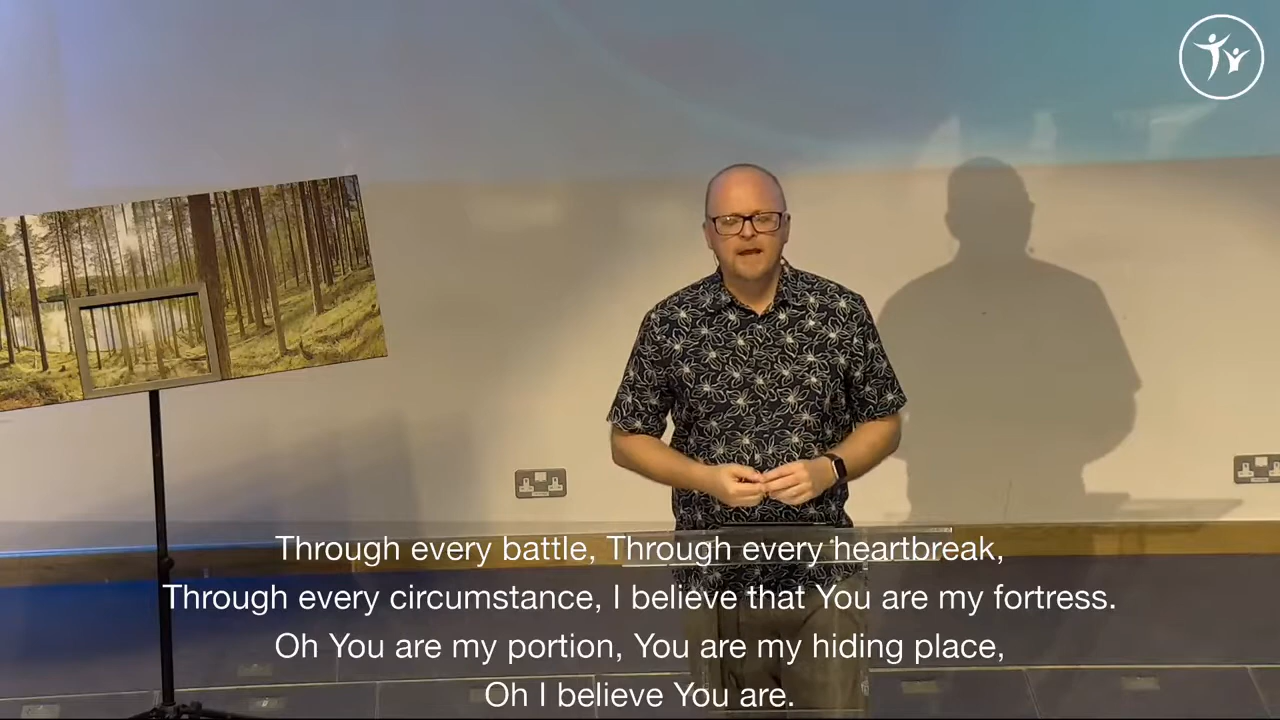 Through every battle, Through every heartbreak,
Through every circumstance, I believe that You are my fortress.
Oh You are my portion, You are my hiding place,
Oh I believe You are.